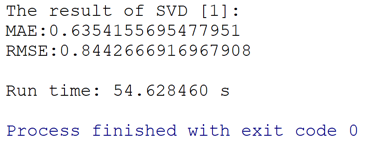 The result of SVD [1]:
MAE:0.6354155695477951
RMSE:0.8442666916967908
Run time: 54.628460 s
Process finished with exit code 0